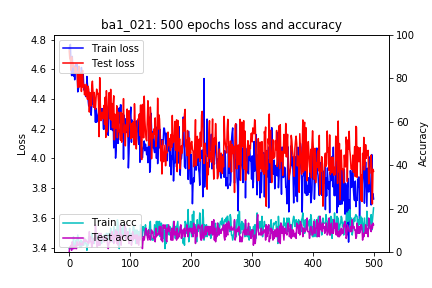 ba1_021: 500 epochs loss and accuracy
Train loss
Test loss
Train acc
Test acc
Loss
4.8
4.6
4.4
4.2
4.0
3.8
3.6
3.4
100
80
60
40
20
0
Accuracy
0 100 200 300 400 500